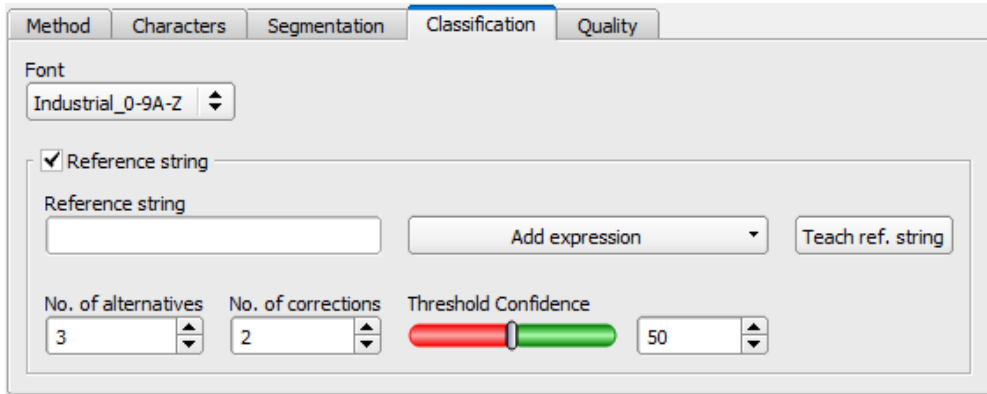 Method Characters Segmentation Classification Quality
Font
Industrial_0-9A-Z
Reference string
Reference string
Add expression Teach ref. string
No. of alternatives No. of corrections Threshold Confidence
3 2 50